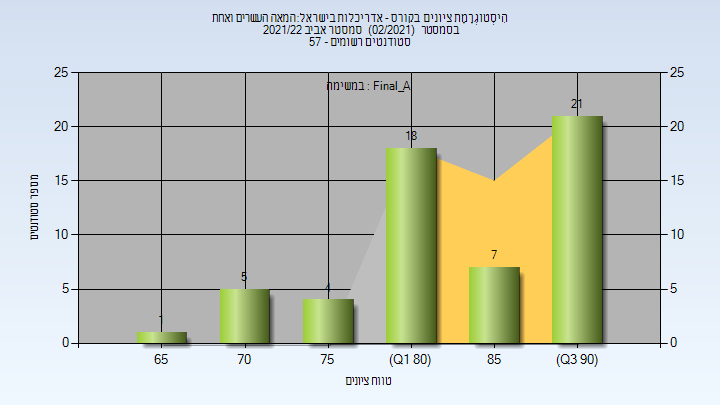 הִיסְטוֹגְרָמַת ציונים בקורס - אדריכלות בישראל:המאה העשרים ואחת
בסמסטר (02/2021) סמסטר אביב 2021/22
57 - סטודנטים רשומים
במשימה : Final_A
25 25
20 20
15 15
10 10
5 5
0 0
1
5
4
18
7
21
מספר סטודנטים
65 70 75 (Q1 80) 85 (Q3 90)
טווח ציונים